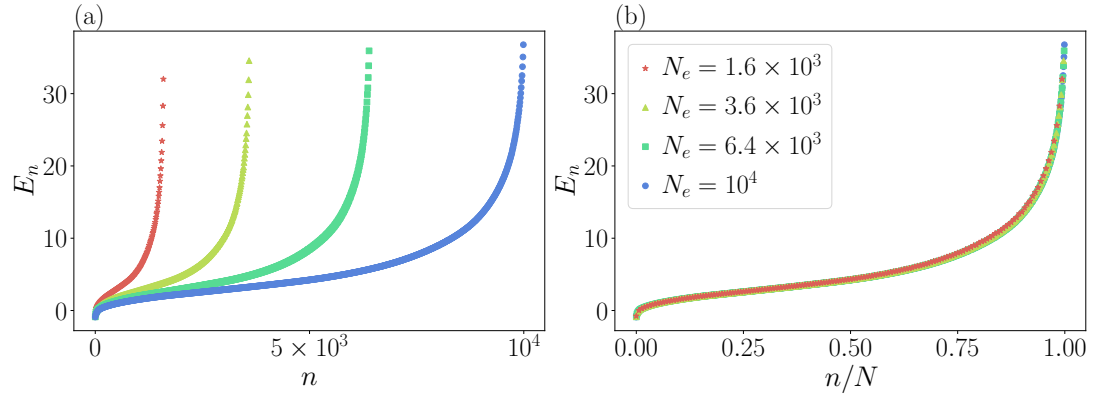 (a)
30
20
10
0
E_n
0
5 × 10^3
10^4
n
(b)
N_e = 1.6 × 10^3
N_e = 3.6 × 10^3
N_e = 6.4 × 10^3
N_e = 10^4
30
20
10
0
E_n
0.00
0.25
0.50
0.75
1.00
n/N